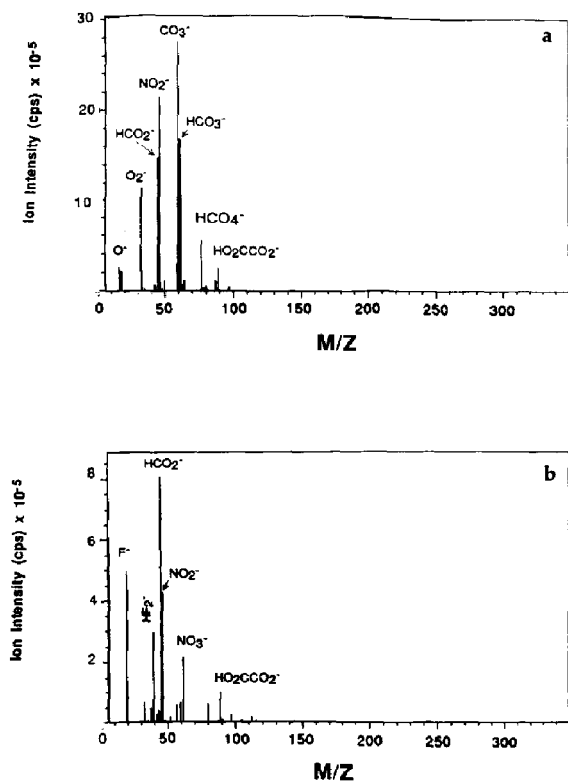 a
Ion Intensity (cps) x 10⁻⁵
30
20
10
0
CO₃⁻
NO₂⁻
HCO₂⁻
HCO₃⁻
O₂⁻
HCO₄⁻
O⁻
HO₂CCO₂⁻
0 50 100 150 200 250 300
M/Z
b
Ion Intensity (cps) x 10⁻⁵
8
6
4
2
HCO₂⁻
F⁻
NO₂⁻
HF₂⁻
NO₃⁻
HO₂CCO₂⁻
0 50 100 150 200 250 300
M/Z